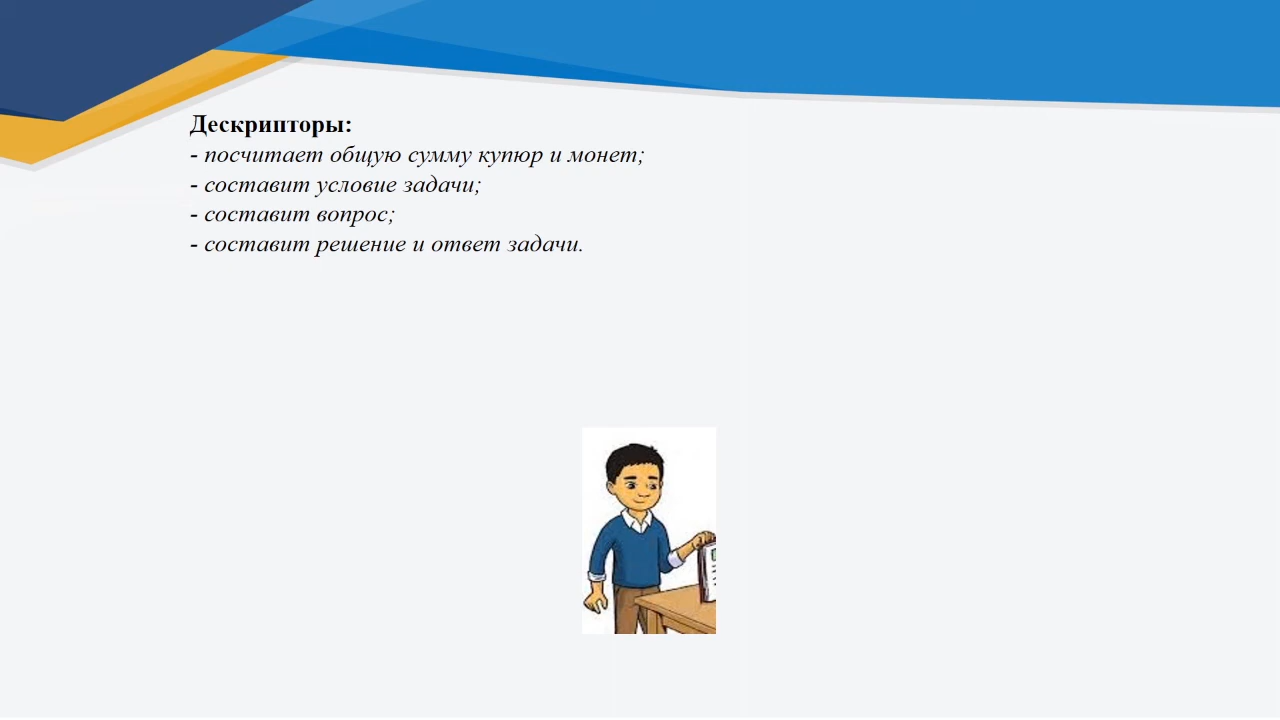 Дескрипторы:
- посчитает общую сумму купюр и монет;
- составит условие задачи;
- составит вопрос;
- составит решение и ответ задачи.